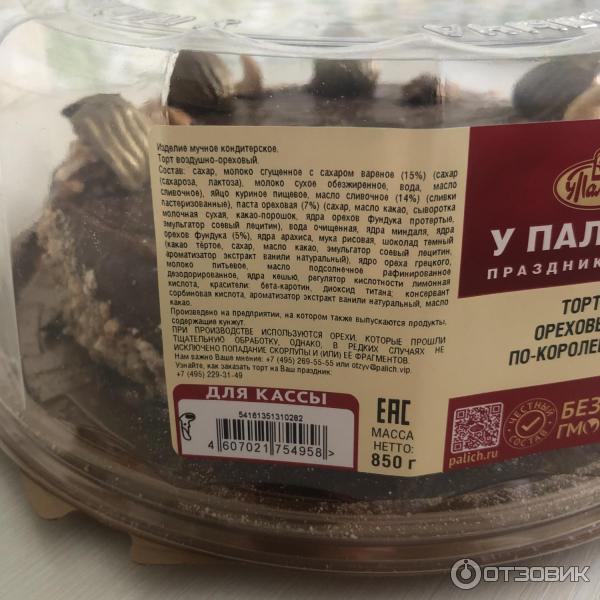 Изделие мучное кондитерское.
Торт воздушно-ореховый.
Состав: сахар, молоко сгущенное с сахаром вареное (15%) (сахар
(сахароза, лактоза), молоко сухое обезжиренное, вода, масло
сливочное), яйцо куриное пищевое, масло сливочное (14%) (сливки
пастеризованные), паста ореховая (7%) (сахар, масло какао, сыворотка
молочная сухая, какао-порошок, ядра орехов фундука протертые,
эмульгатор соевый лецитин), вода очищенная, ядра миндаля, ядра
орехов фундука (5%), ядра арахиса, мука рисовая, шоколад темный
(какао тёртое, сахар, масло какао, эмульгатор соевый лецитин,
ароматизатор экстракт ванили натуральный), ядро ореха грецкого,
молоко питьевое, масло подсолнечное рафинированное
дезодорированное, ядра кешью, регулятор кислотности лимонная
кислота, красители: бета-каротин, диоксид титана; консервант
сорбиновая кислота, ароматизатор экстракт ванили натуральный, масло
какао.
Произведено на предприятии, на котором также выпускаются продукты,
содержащие кунжут.
ПРИ ПРОИЗВОДСТВЕ ИСПОЛЬЗУЮТСЯ ОРЕХИ, КОТОРЫЕ ПРОШЛИ
ТЩАТЕЛЬНУЮ ОБРАБОТКУ, ОДНАКО, В РЕДКИХ СЛУЧАЯХ НЕ
ИСКЛЮЧЕНО ПОПАДАНИЕ СКОРЛУПЫ И (ИЛИ) ЕЁ ФРАГМЕНТОВ.
Нам важно Ваше мнение: +7 (495) 269-55-55 или otzyv@palich.vip.
Узнайте, как заказать торт на Ваш праздник:
+7 (495) 229-31-49
ДЛЯ КАССЫ
54161351310282
4 607021 754958 >
EAC
МАССА
НЕТТО:
850 г
У ПАЛ
ПРАЗДНИК
ТОРТ
ОРЕХОВ
ПО-КОРОЛЕ
palich.ru
ЧЕСТНЫЙ
СОСТАВ
БЕЗ
ГМО
ОТЗОВИК